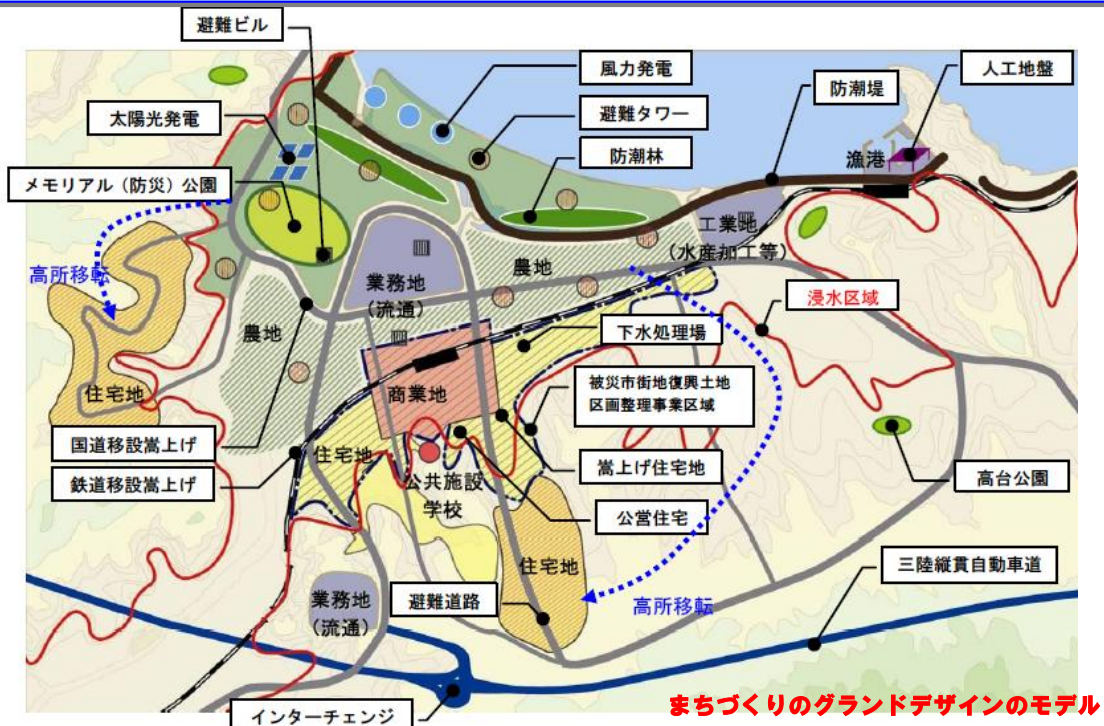 避難ビル
風力発電
人工地盤
防潮堤
太陽光発電
避難タワー
防潮林
漁港
メモリアル（防災）公園
工業地
（水産加工等）
農地
高所移転
業務地
（流通）
浸水区域
下水処理場
農地
被災市街地復興土地
区画整理事業区域
住宅地
商業地
国道移設嵩上げ
住宅地
嵩上げ住宅地
鉄道移設嵩上げ
公共施設
学校
高台公園
公営住宅
住宅地
三陸縦貫自動車道
業務地
（流通）
避難道路
高所移転
インターチェンジ
まちづくりのグランドデザインのモデル